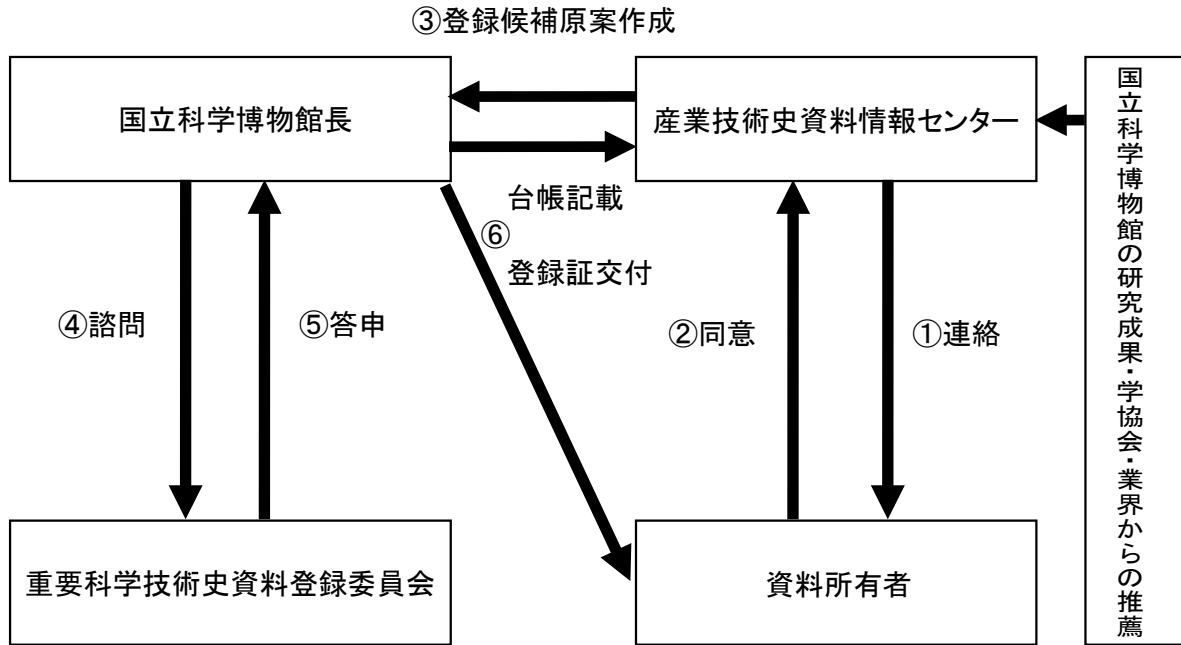 ③登録候補原案作成
国立科学博物館長
産業技術史資料情報センター
国立科学博物館の研究成果・学協会・業界からの推薦
台帳記載
⑥
登録証交付
④諮問
⑤答申
②同意
①連絡
重要科学技術史資料登録委員会
資料所有者